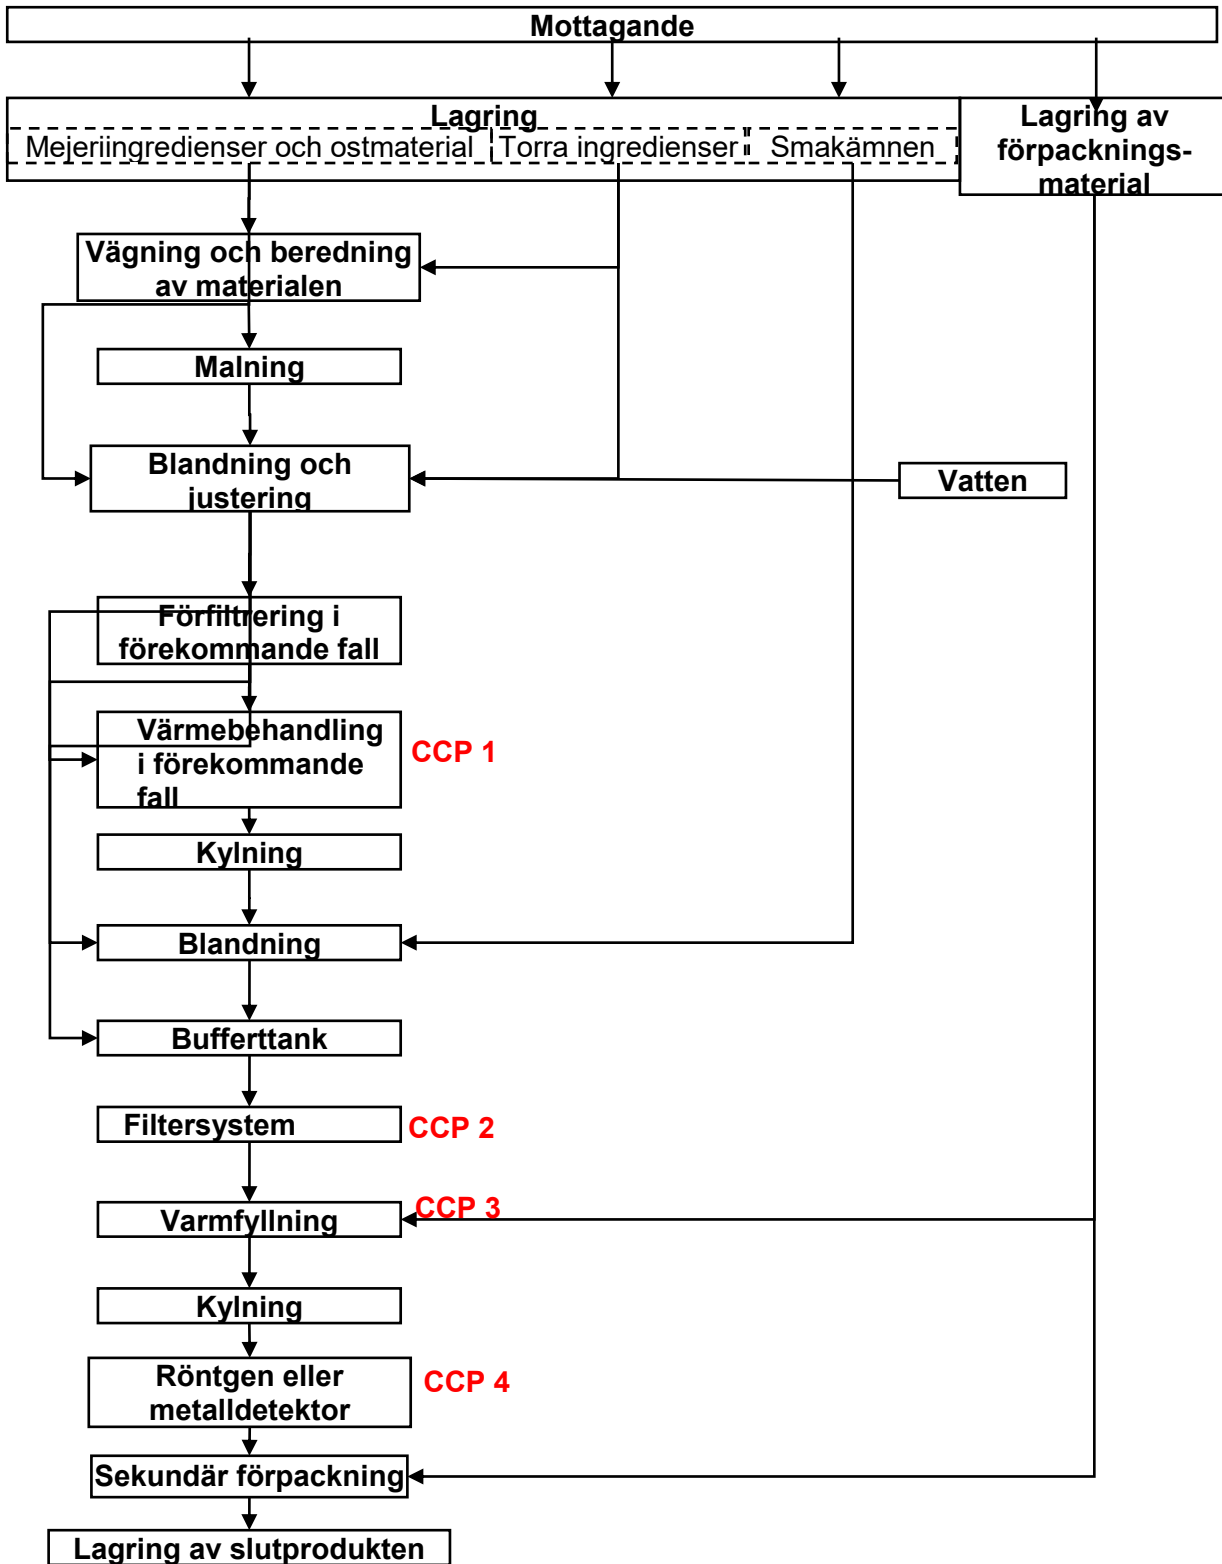 Mottagande
Lagring
Mejeriingredienser och ostmaterial
Torra ingredienser
Smakämnen
Lagring av
förpacknings-
material
Vägning och beredning
av materialen
Malning
Blandning och
justering
Vatten
Förfiltrering i
förekommande fall
Värmebehandling
i förekommande
fall
CCP 1
Kylning
Blandning
Bufferttank
Filtersystem
CCP 2
Varmfyllning
CCP 3
Kylning
Röntgen eller
metalldetektor
CCP 4
Sekundär förpackning
Lagring av slutprodukten